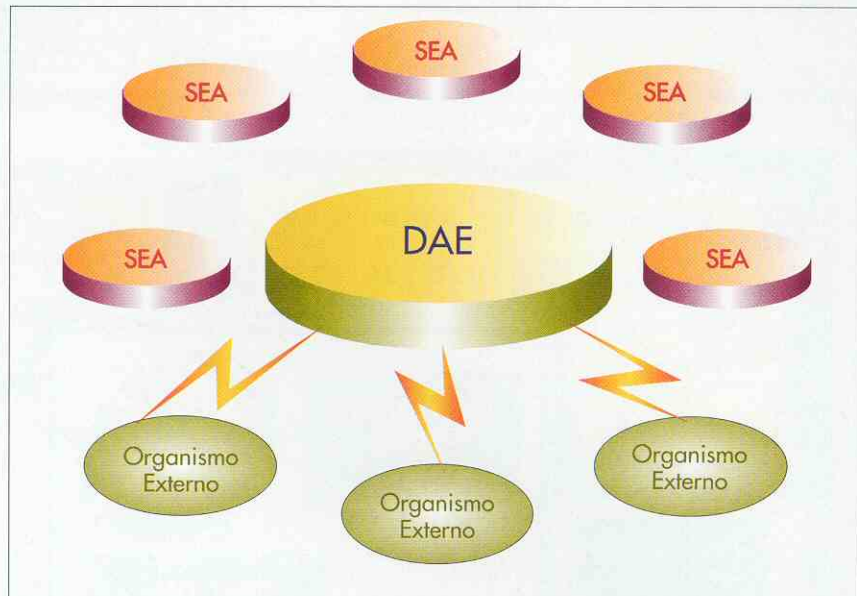 SEA
SEA
SEA
DAE
SEA
SEA
Organismo
Externo
Organismo
Externo
Organismo
Externo